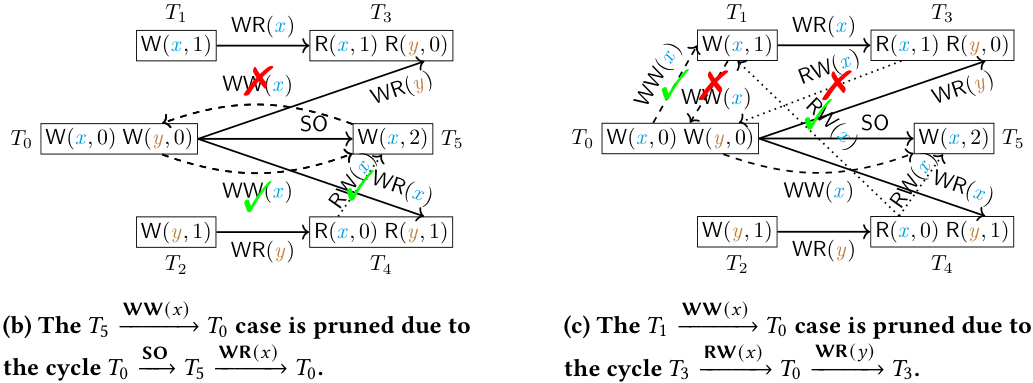 T₁ T₃
W(x, 1) WR(x) R(x, 1) R(y, 0)
WW(x) WR(y)
T₀ W(x, 0) W(y, 0) SO W(x, 2) T₅
WW(x) RW(x) WR(x)
W(y, 1) WR(y) R(x, 0) R(y, 1)
T₂ T₄
(b) The T₅ WW(x) → T₀ case is pruned due to
the cycle T₀ SO → T₅ WR(x) → T₀.
T₁ T₃
W(x, 1) WR(x) R(x, 1) R(y, 0)
WW(x) WW(x) RW(x) WR(y)
T₀ W(x, 0) W(y, 0) RW(x) SO W(x, 2) T₅
WW(x) RW(x) WR(x)
W(y, 1) WR(y) R(x, 0) R(y, 1)
T₂ T₄
(c) The T₁ WW(x) → T₀ case is pruned due to
the cycle T₃ RW(x) → T₀ WR(y) → T₃.